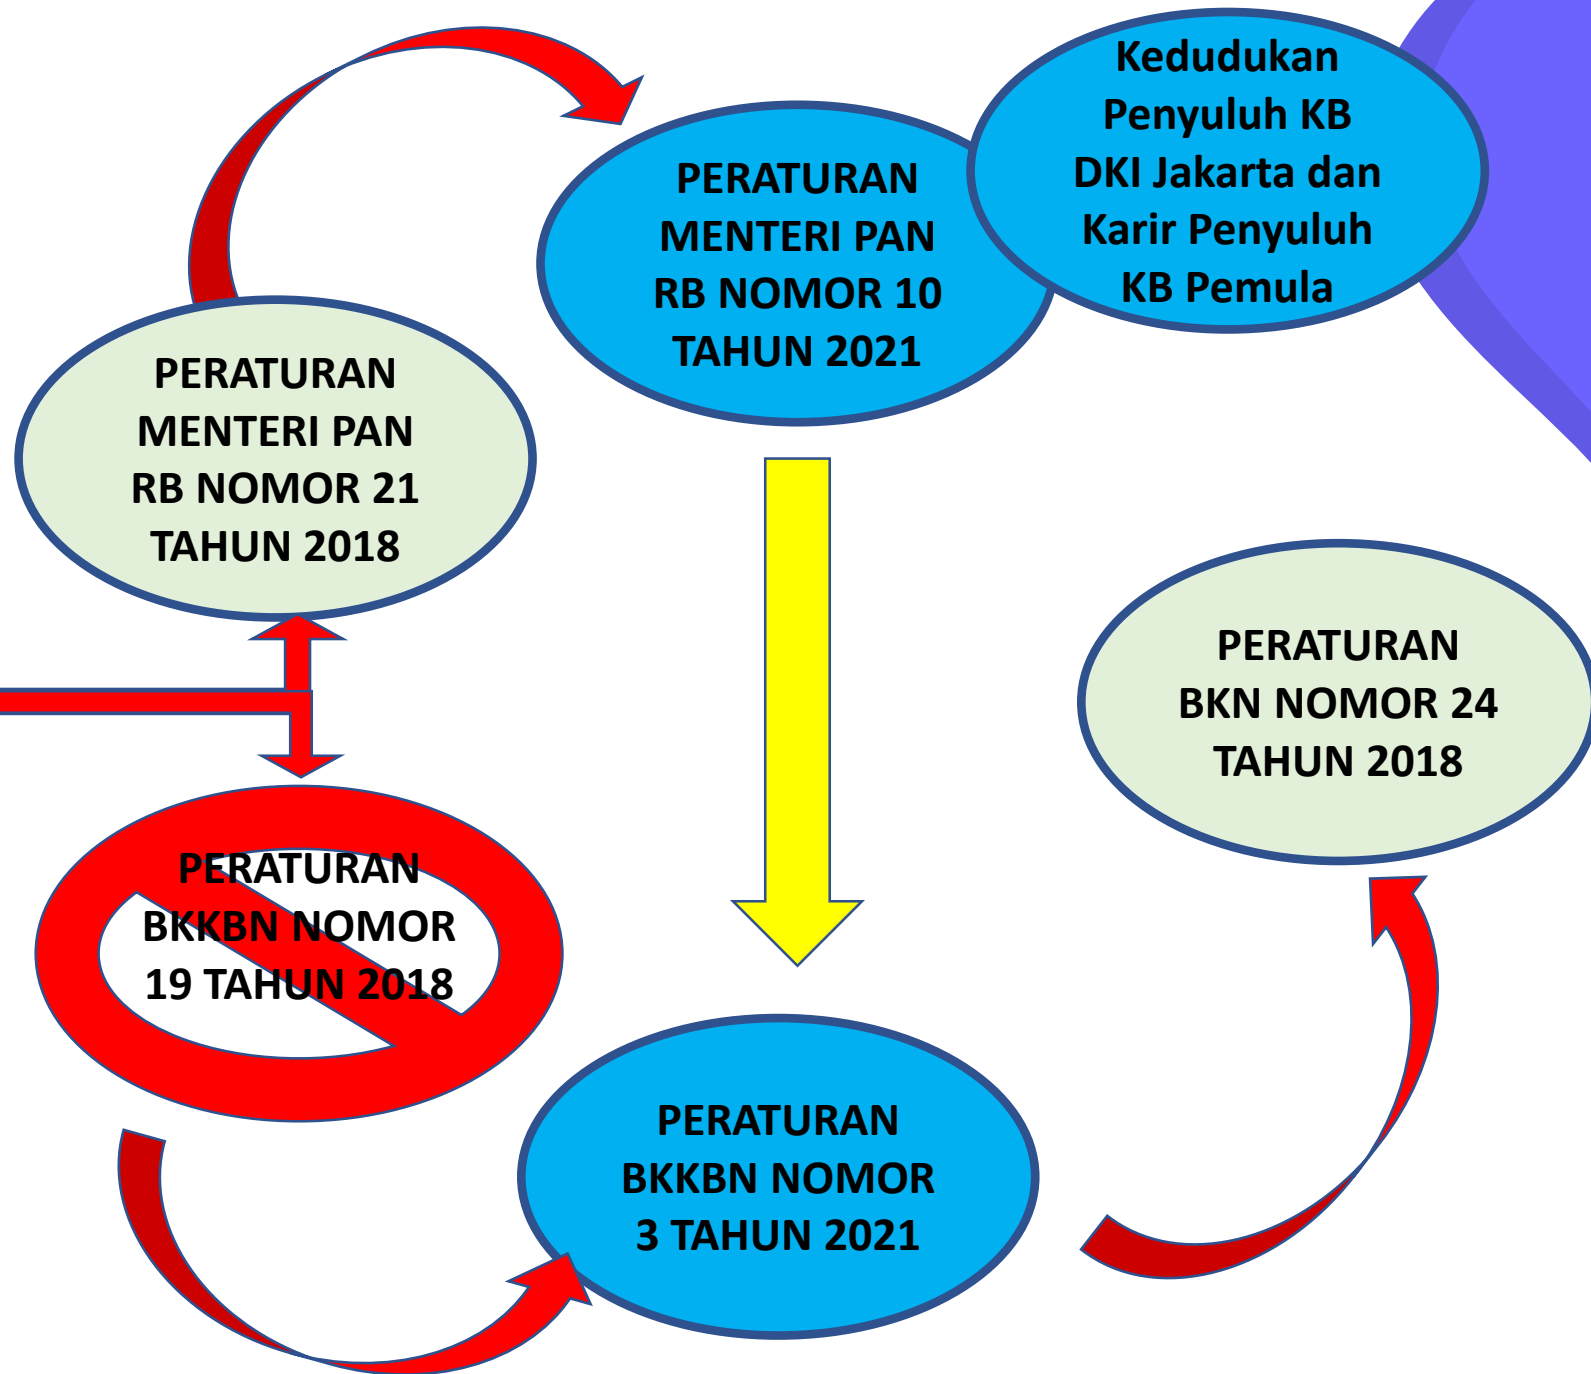 Kedudukan
Penyuluh KB
DKI Jakarta dan
Karir Penyuluh
KB Pemula
PERATURAN
MENTERI PAN
RB NOMOR 10
TAHUN 2021
PERATURAN
MENTERI PAN
RB NOMOR 21
TAHUN 2018
PERATURAN
BKN NOMOR 24
TAHUN 2018
PERATURAN
BKKBN NOMOR
19 TAHUN 2018
PERATURAN
BKKBN NOMOR
3 TAHUN 2021